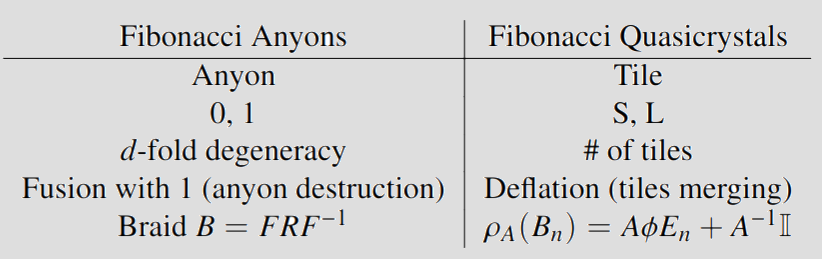 Fibonacci Anyons Fibonacci Quasicrystals
Anyon Tile
0, 1 S, L
d-fold degeneracy # of tiles
Fusion with 1 (anyon destruction) Deflation (tiles merging)
Braid B = FRF⁻¹ ρ_A(B_n) = AϕE_n + A⁻¹𝕀